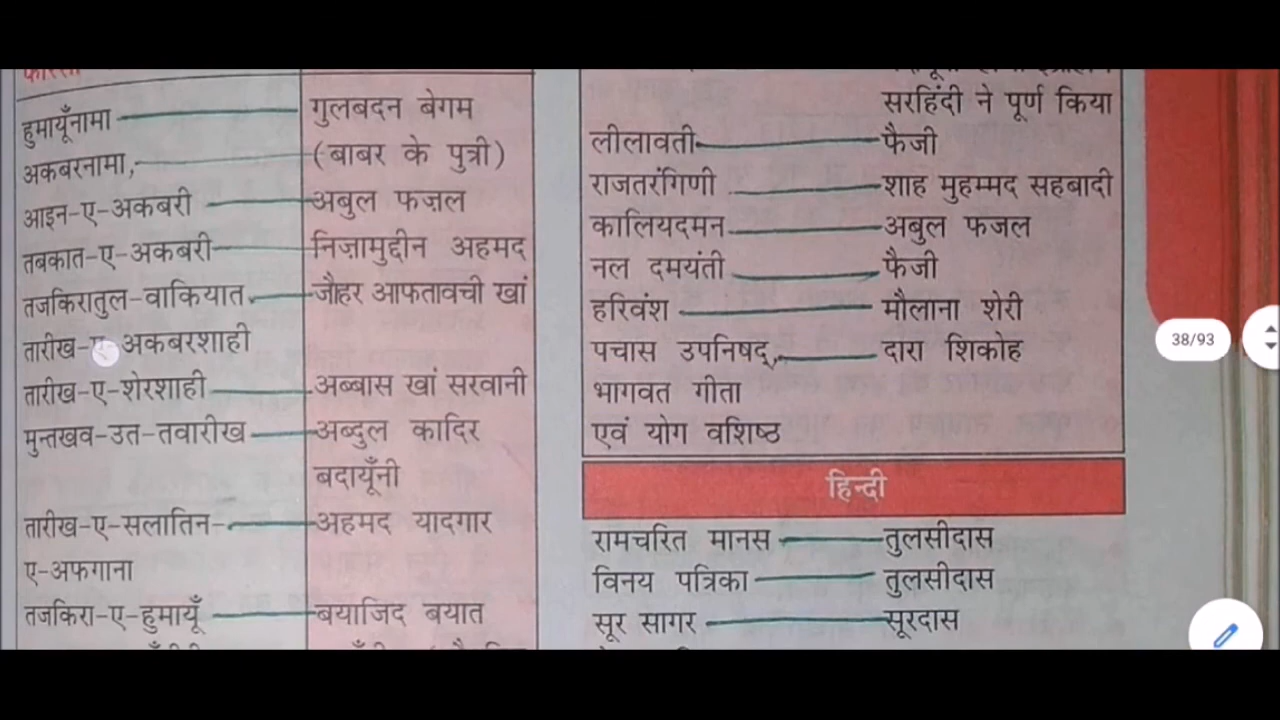 हुमायूँनामा गुलबदन बेगम
अकबरनामा, (बाबर के पुत्री)
आइन-ए-अकबरी अबुल फज़ल
तबकात-ए-अकबरी निज़ामुद्दीन अहमद
तजकिरातुल-वाकियात जौहर आफतावची खां
तारीख-ए-अकबरशाही
तारीख-ए-शेरशाही अब्बास खां सरवानी
मुन्तखव-उत-तवारीख अब्दुल कादिर
बदायूँनी
तारीख-ए-सलातिन- अहमद यादगार
ए-अफगाना
तजकिरा-ए-हुमायूँ बयाजिद बयात
सरहिंदी ने पूर्ण किया
लीलावती फैजी
राजतरंगिणी शाह मुहम्मद सहबादी
कालियदमन अबुल फजल
नल दमयंती फैजी
हरिवंश मौलाना शेरी
पचास उपनिषद्, दारा शिकोह
भागवत गीता
एवं योग वशिष्ठ
हिन्दी
रामचरित मानस तुलसीदास
विनय पत्रिका तुलसीदास
सूर सागर सूरदास
38/93